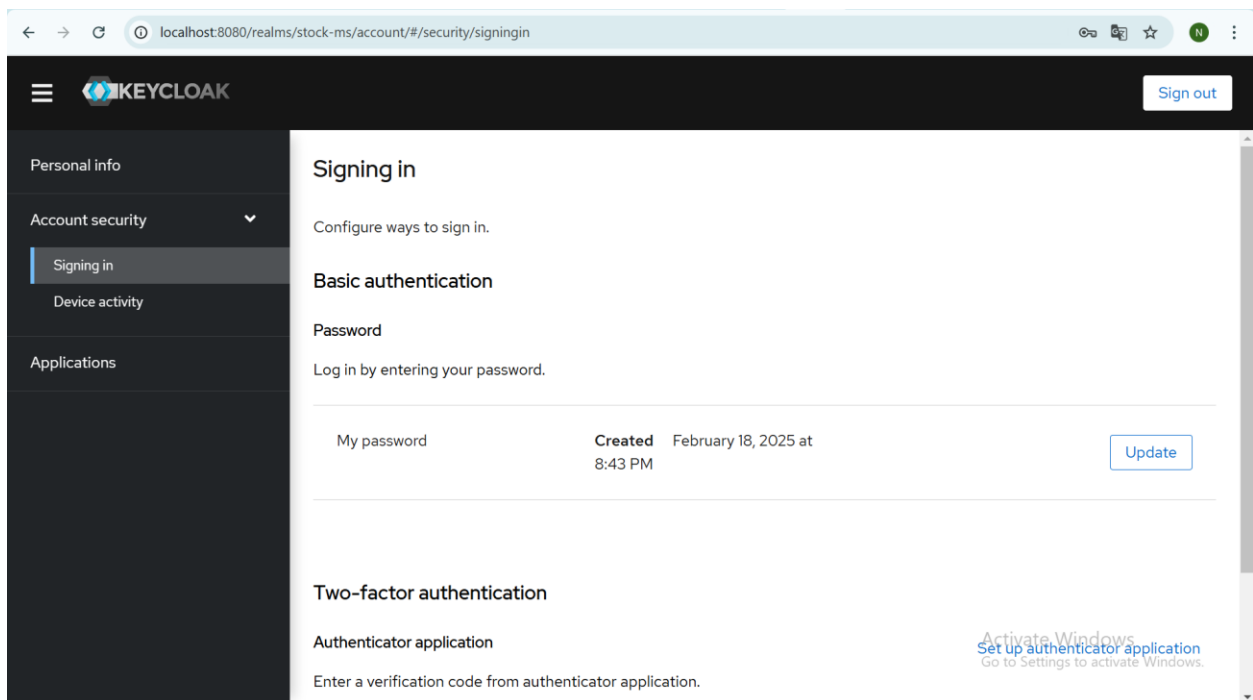 localhost:8080/realms/stock-ms/account/#/security/signingin
N
KEYCLOAK
Sign out
Personal info
Account security
Signing in
Device activity
Applications
Signing in
Configure ways to sign in.
Basic authentication
Password
Log in by entering your password.
My password
Created February 18, 2025 at
8:43 PM
Update
Two-factor authentication
Authenticator application
Activate Windows
Set up authenticator application
Go to Settings to activate Windows.
Enter a verification code from authenticator application.